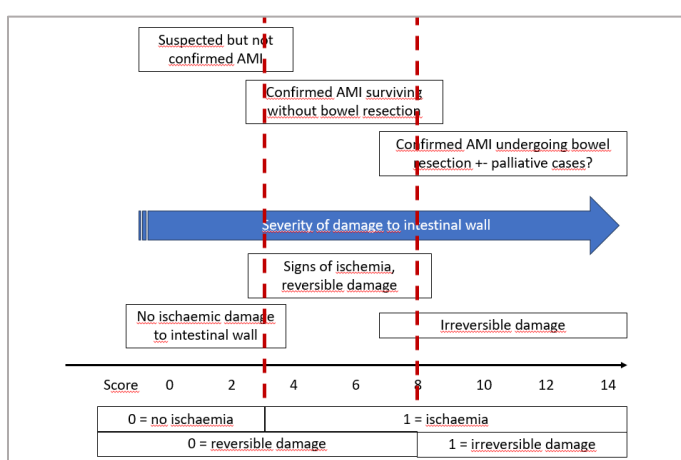 Suspected but not
confirmed AMI
Confirmed AMI surviving
without bowel resection
Confirmed AMI undergoing bowel
resection +- palliative cases?
Severity of damage to intestinal wall
Signs of ischemia,
reversible damage
No ischaemic damage
to intestinal wall
Irreversible damage
Score 0 2 4 6 8 10 12 14
0 = no ischaemia 1 = ischaemia
0 = reversible damage 1 = irreversible damage